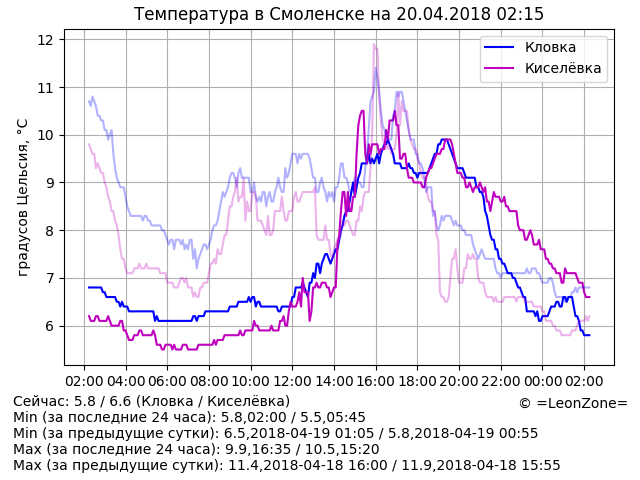 Температура в Смоленске на 20.04.2018 02:15
Кловка
Киселёвка
градусов Цельсия, °C
12
11
10
9
8
7
6
02:00 04:00 06:00 08:00 10:00 12:00 14:00 16:00 18:00 20:00 22:00 00:00 02:00
Сейчас: 5.8 / 6.6 (Кловка / Киселёвка)
© =LeonZone=
Min (за последние 24 часа): 5.8,02:00 / 5.5,05:45
Min (за предыдущие сутки): 6.5,2018-04-19 01:05 / 5.8,2018-04-19 00:55
Max (за последние 24 часа): 9.9,16:35 / 10.5,15:20
Max (за предыдущие сутки): 11.4,2018-04-18 16:00 / 11.9,2018-04-18 15:55